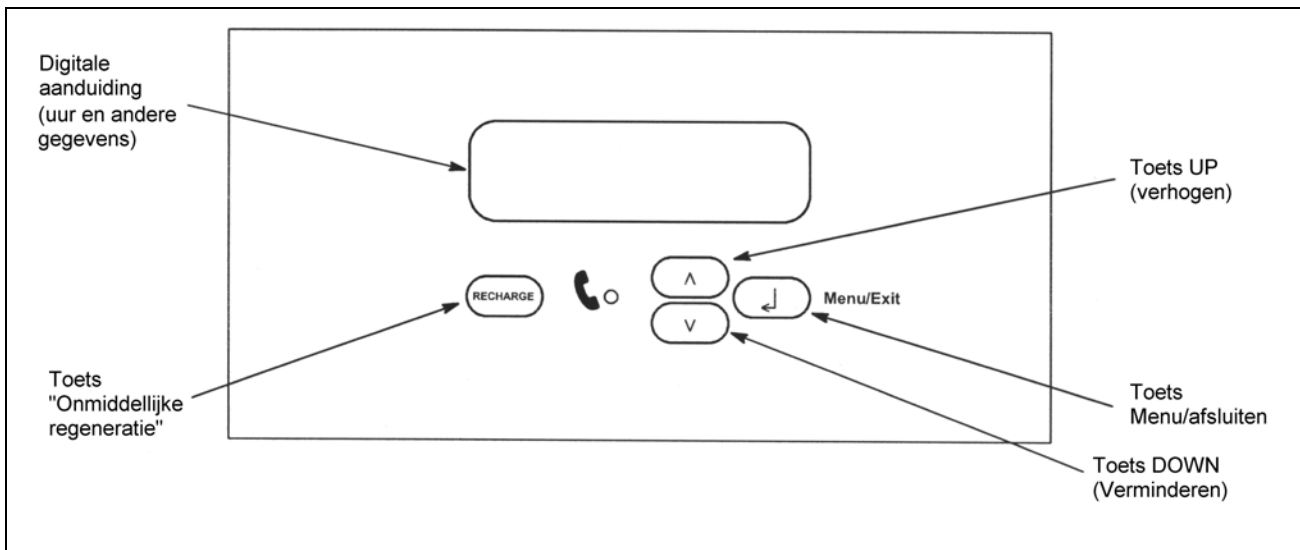 Digitale
aanduiding
(uur en andere
gegevens)
Toets UP
(verhogen)
RECHARGE
Menu/Exit
Toets
"Onmiddellijke
regeneratie"
Toets
Menu/afsluiten
Toets DOWN
(Verminderen)